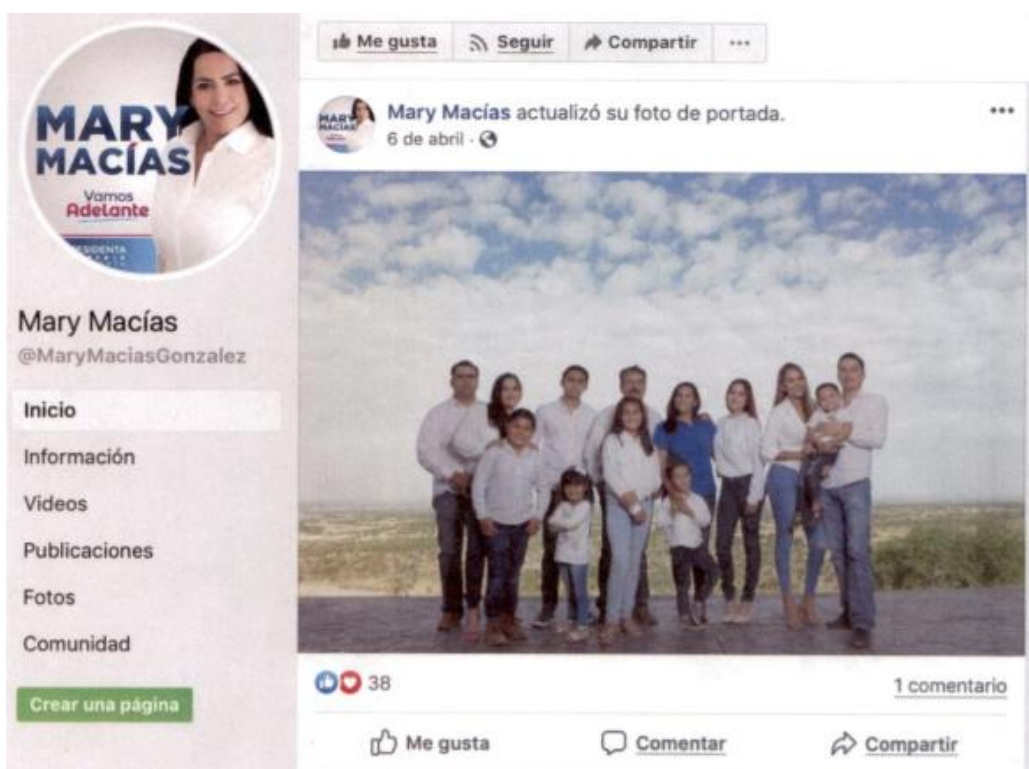 MARY
MACÍAS
Vamos
Adelante
Mary Macías
@MaryMaciasGonzalez
Inicio
Información
Videos
Publicaciones
Fotos
Comunidad
Crear una página
Me gusta
Seguir
Compartir
Mary Macías actualizó su foto de portada.
6 de abril
38
1 comentario
Me gusta
Comentar
Compartir